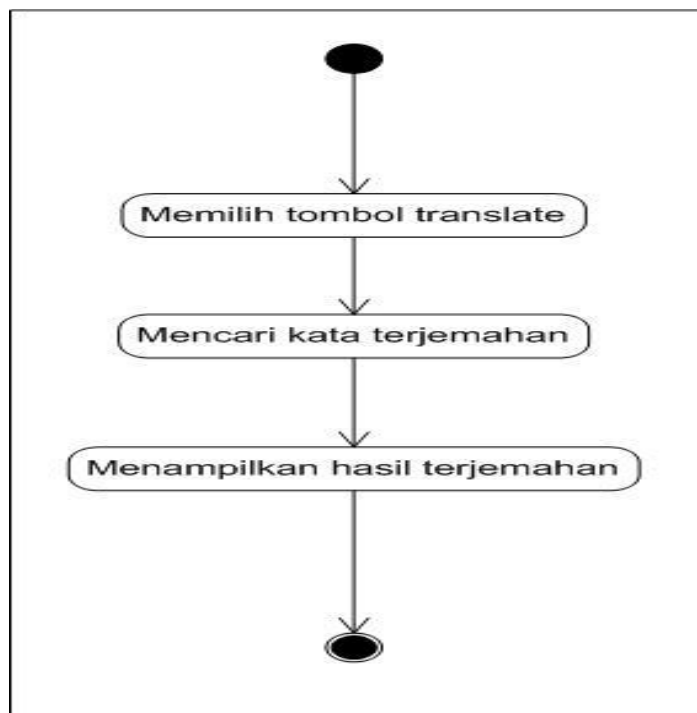 Memilih tombol translate
Mencari kata terjemahan
Menampilkan hasil terjemahan